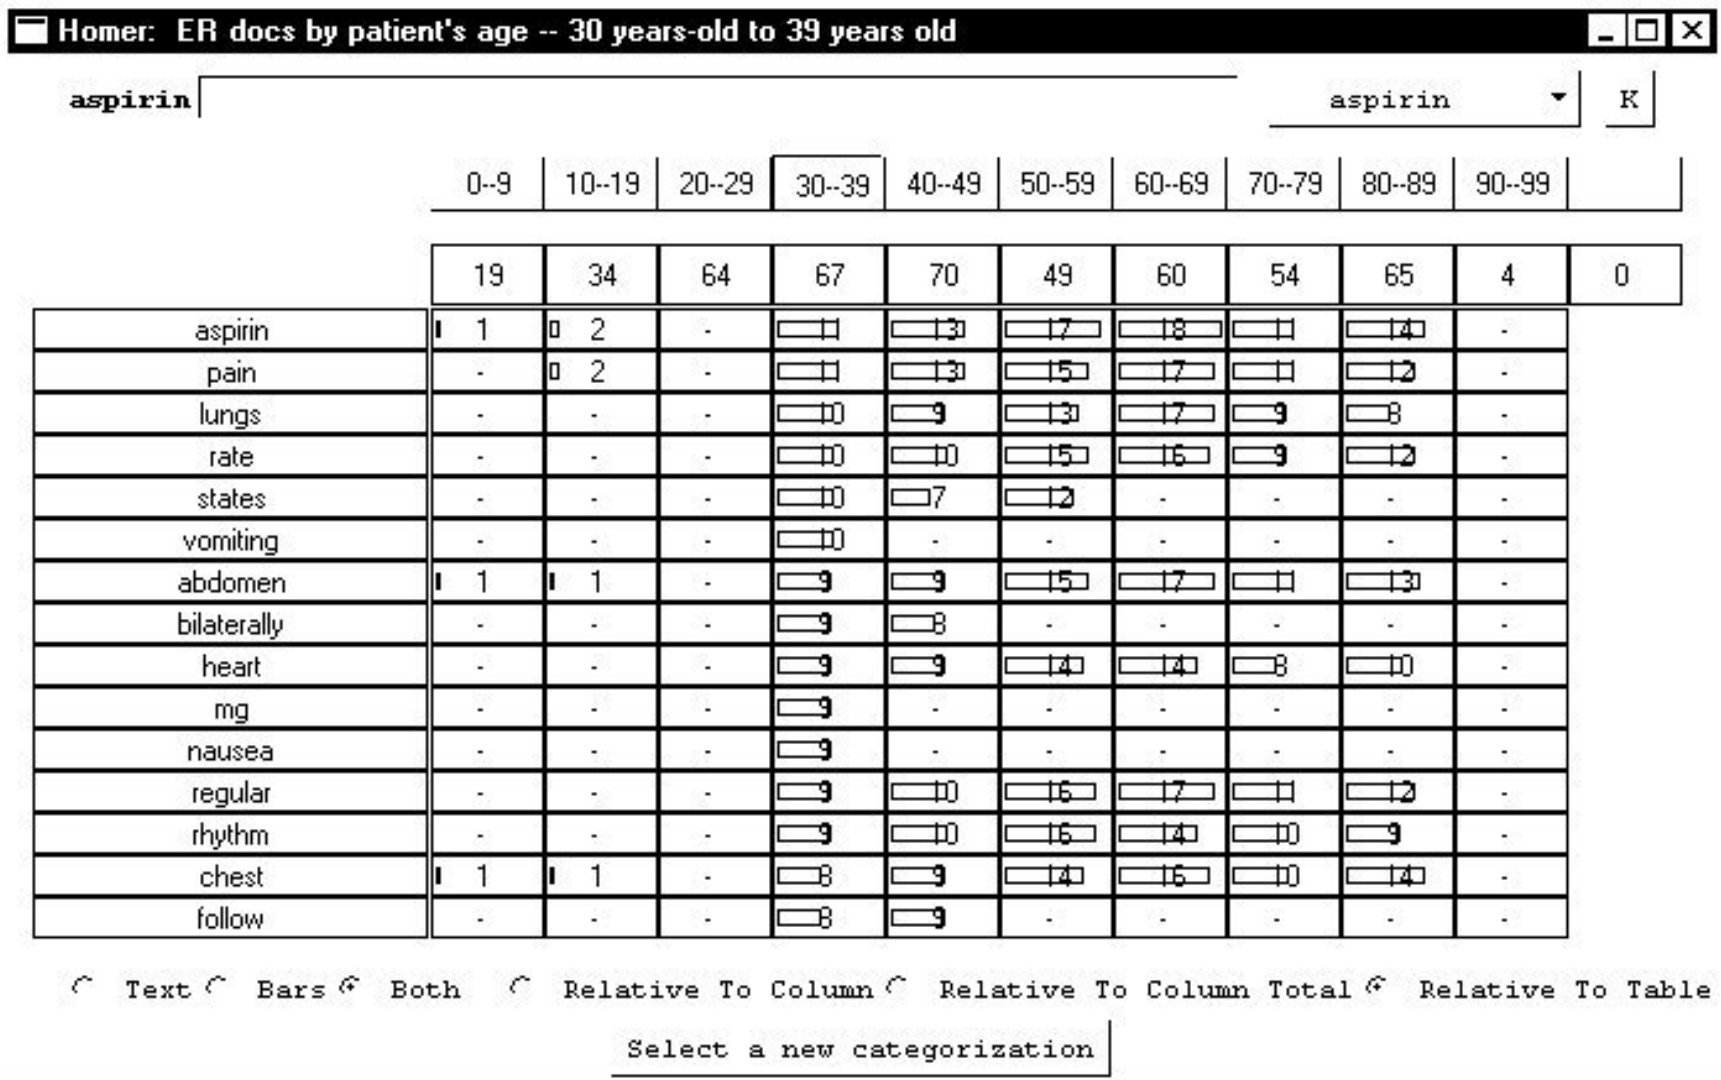 Homer: ER docs by patient's age -- 30 years-old to 39 years old
aspirin aspirin K
0--9 10--19 20--29 30--39 40--49 50--59 60--69 70--79 80--89 90--99
19 34 64 67 70 49 60 54 65 4 0
aspirin 1 2 - 11 13 17 18 11 14 -
pain - 2 - 11 13 15 17 11 12 -
lungs - - - 10 9 13 17 9 8 -
rate - - - 10 10 15 16 9 12 -
states - - - 10 7 12 - - - -
vomiting - - - 10 - - - - - -
abdomen 1 1 - 9 9 15 17 11 13 -
bilaterally - - - 9 8 - - - - -
heart - - - 9 9 14 14 8 10 -
mg - - - 9 - - - - - -
nausea - - - 9 - - - - - -
regular - - - 9 10 16 17 11 12 -
rhythm - - - 9 10 16 14 10 9 -
chest 1 1 - 8 9 14 16 10 14 -
follow - - - 8 9 - - - - -
Text Bars Both Relative To Column Relative To Column Total Relative To Table
Select a new categorization